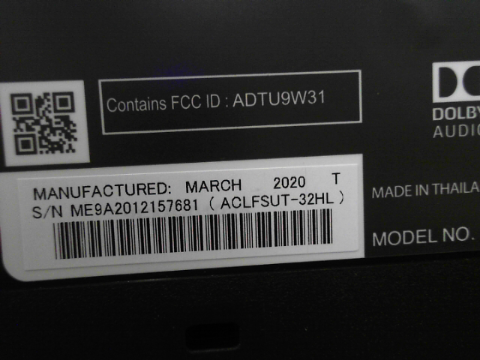 Contains FCC ID : ADTU9W31
DOLBY
AUDIO
MANUFACTURED: MARCH 2020 T
S/N ME9A2012157681 (ACLFSUT-32HL)
MADE IN THAILA
MODEL NO.